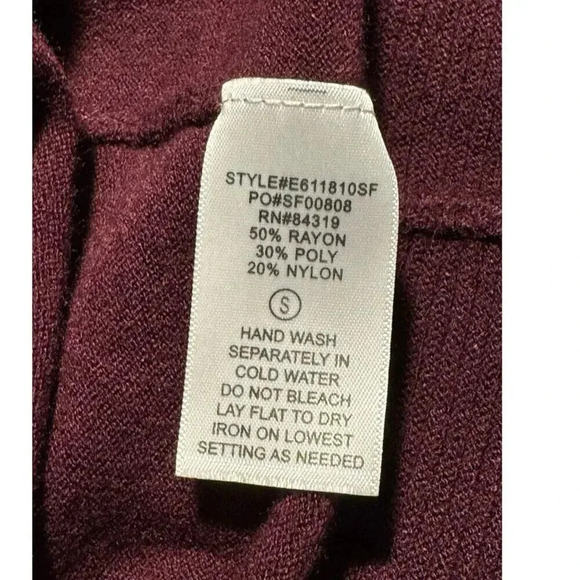 STYLE#E611810SF
PO#SF00808
RN#84319
50% RAYON
30% POLY
20% NYLON
S
HAND WASH
SEPARATELY IN
COLD WATER
DO NOT BLEACH
LAY FLAT TO DRY
IRON ON LOWEST
SETTING AS NEEDED